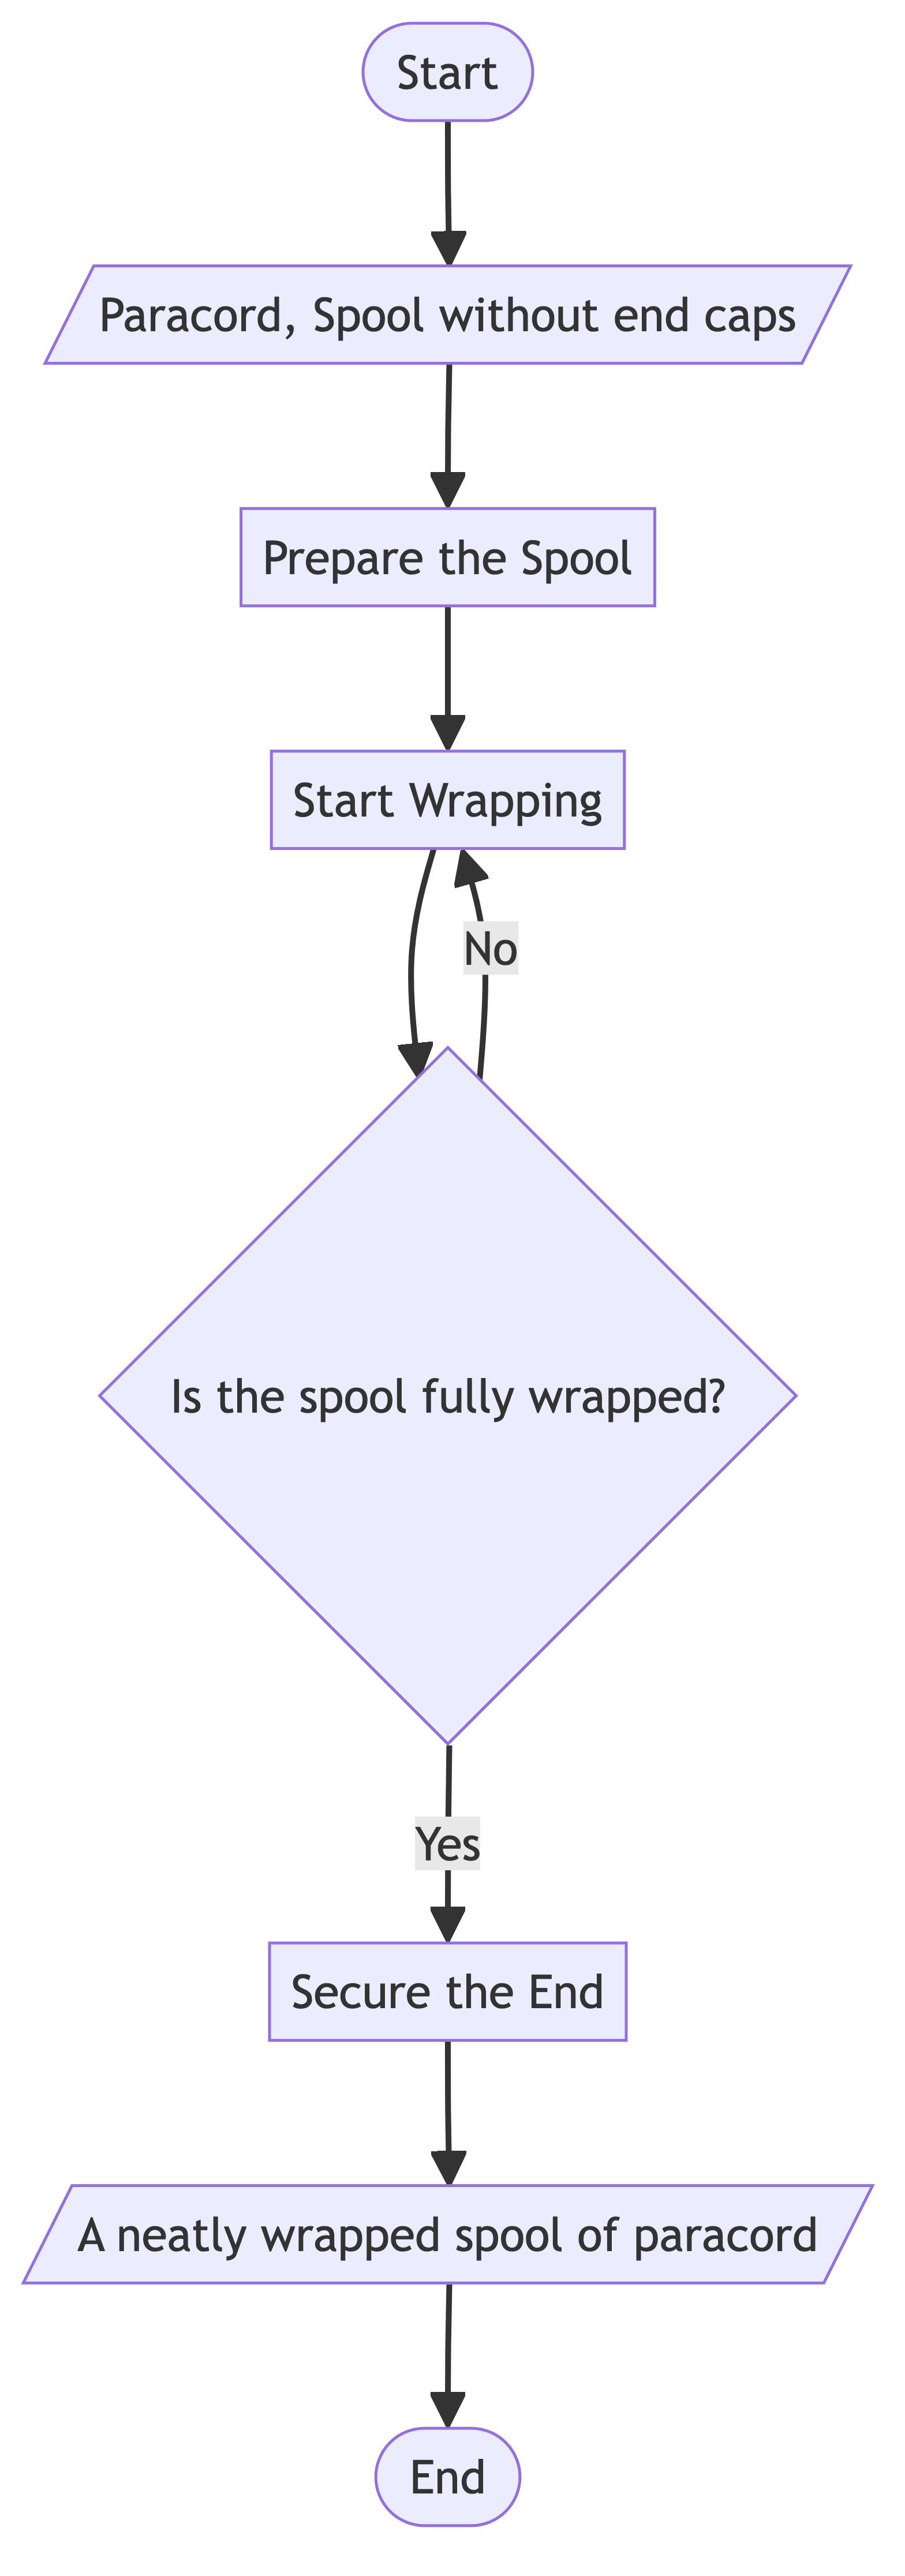 Start
Paracord, Spool without end caps
Prepare the Spool
Start Wrapping
No
Is the spool fully wrapped?
Yes
Secure the End
A neatly wrapped spool of paracord
End